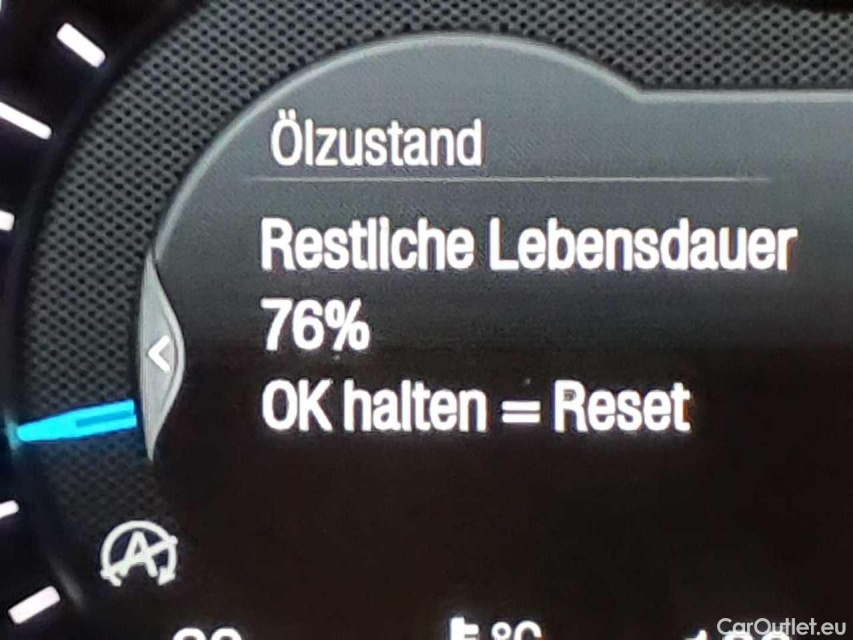 Ölzustand
Restliche Lebensdauer
76%
OK halten = Reset
A
°C
CarOutlet.eu